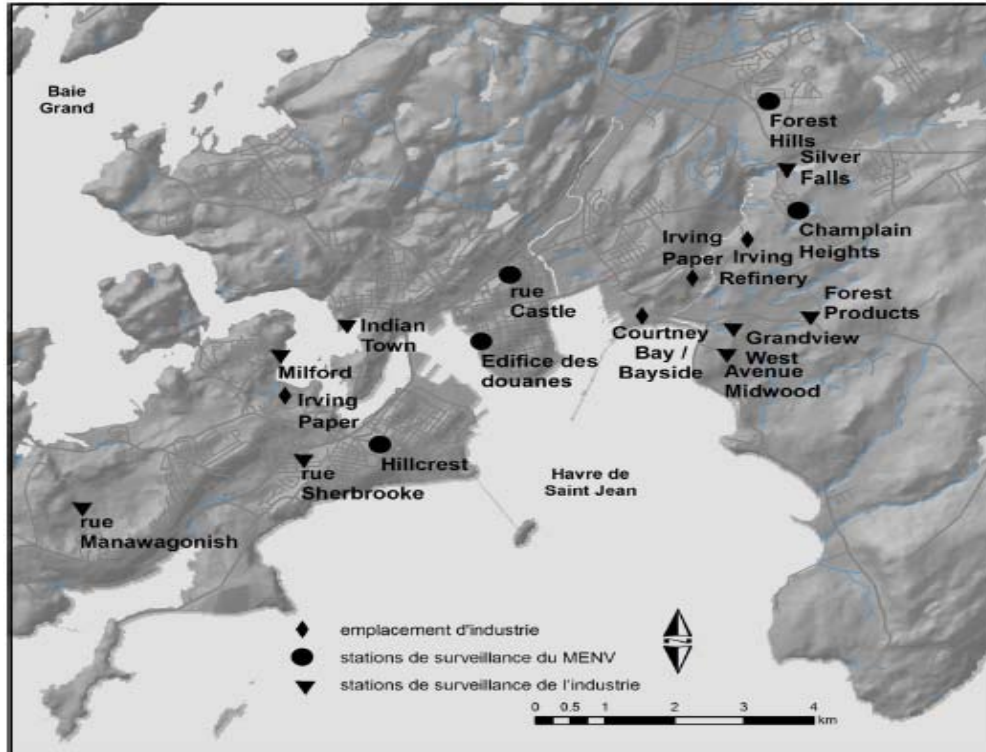 Baie
Grand
Forest
Hills
Silver
Falls
Champlain
Heights
Irving
Paper
Irving
Refinery
rue
Castle
Forest
Products
Indian
Town
Courtney
Bay /
Bayside
Grandview
West
Edifice des
douanes
Avenue
Midwood
Milford
Irving
Paper
Hillcrest
rue
Sherbrooke
Havre de
Saint Jean
rue
Manawagonish
emplacement d'industrie
stations de surveillance du MENV
stations de surveillance de l'industrie
0 0.5 1 2 3 4
km